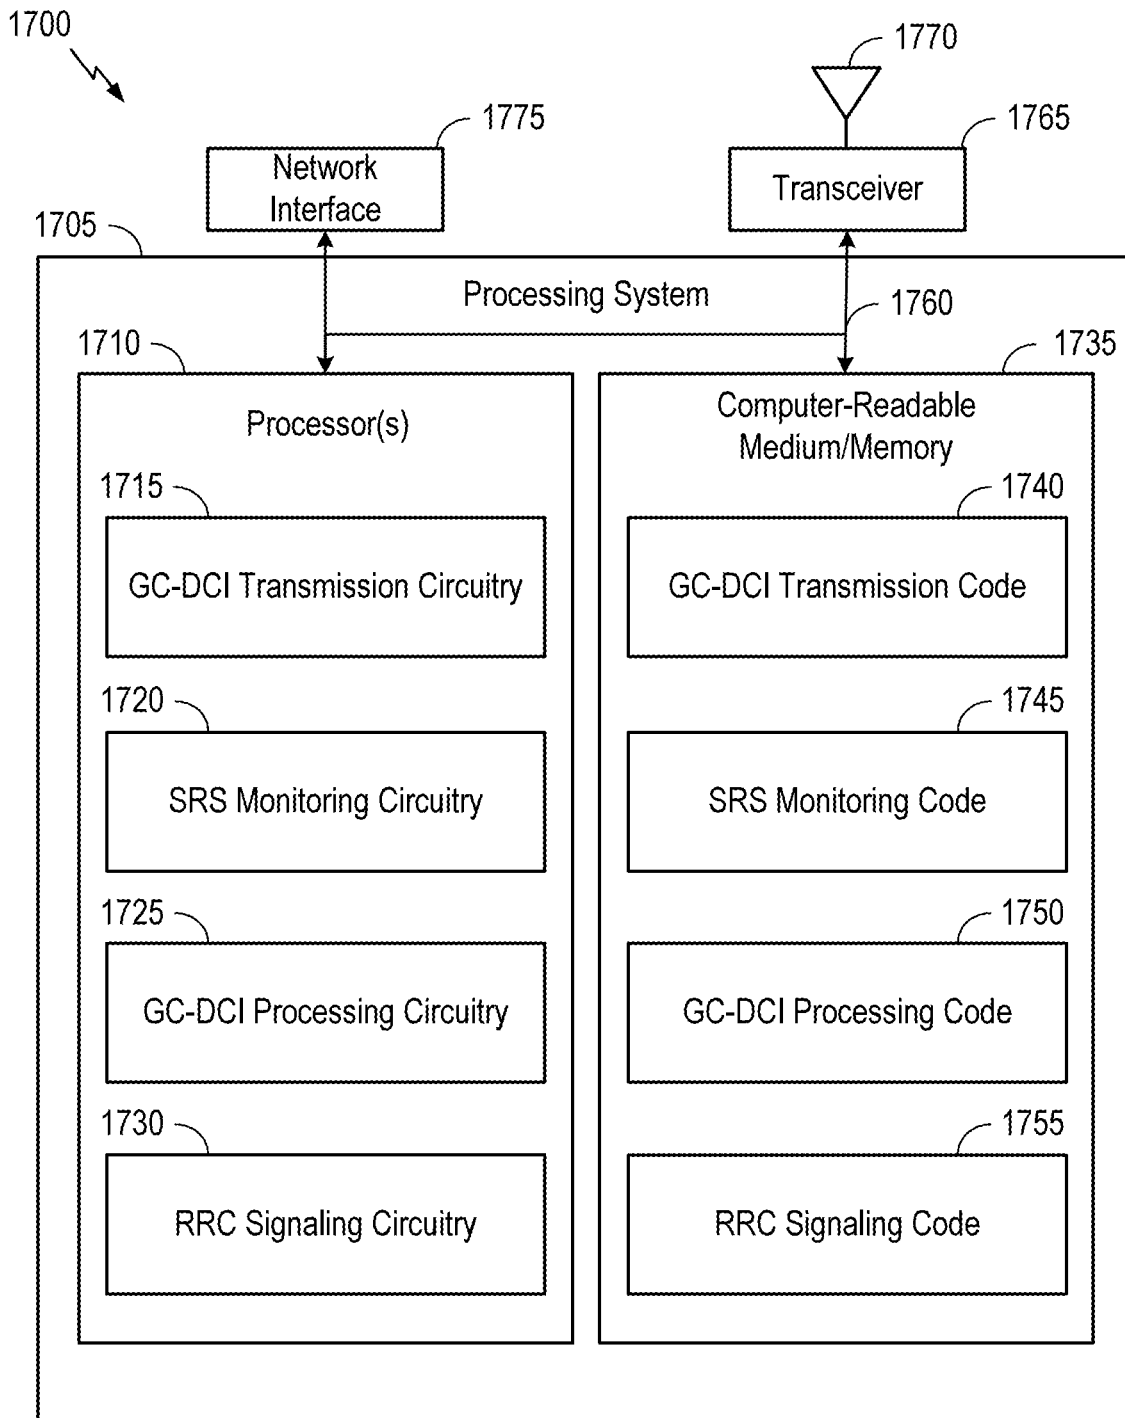 1700
1770
1775
1765
Network
Interface
Transceiver
1705
Processing System
1760
1710
1735
Processor(s)
Computer-Readable
Medium/Memory
1715
1740
GC-DCI Transmission Circuitry
GC-DCI Transmission Code
1720
1745
SRS Monitoring Circuitry
SRS Monitoring Code
1725
1750
GC-DCI Processing Circuitry
GC-DCI Processing Code
1730
1755
RRC Signaling Circuitry
RRC Signaling Code